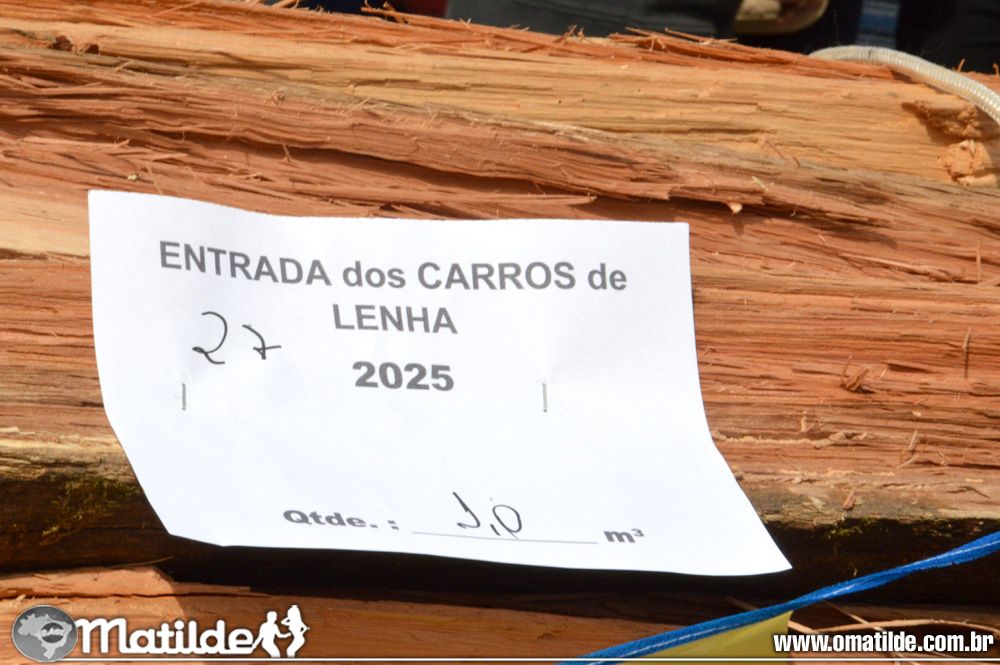 ENTRADA dos CARROS de
LENHA
27
2025
Qtde. : 1,0 m³
Matilde
www.omatilde.com.br